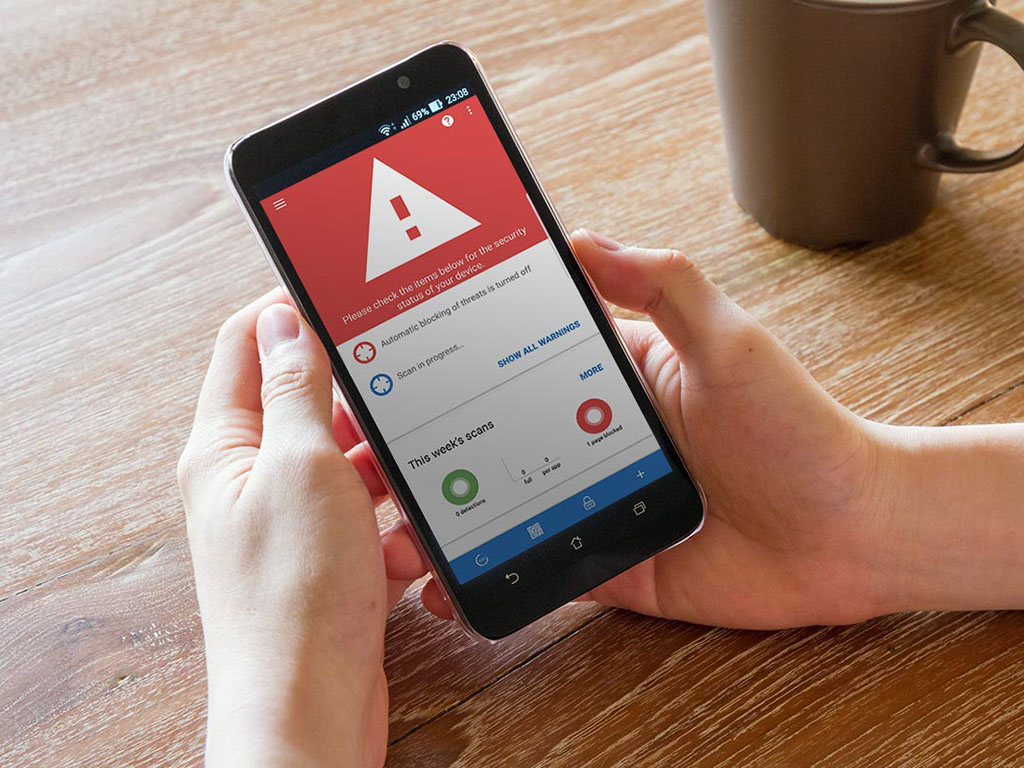 69% 23:08
?
Please check the items below for the security
status of your device.
Automatic blocking of threats is turned off
Scan in progress...
SHOW ALL WARNINGS
MORE
This week's scans
0 detections
0 0
full per app
1 page blocked